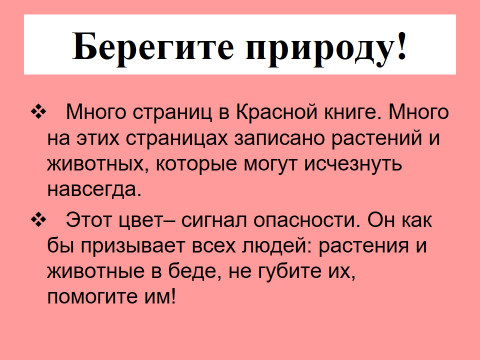 Берегите природу!
❖ Много страниц в Красной книге. Много
на этих страницах записано растений и
животных, которые могут исчезнуть
навсегда.
❖ Этот цвет– сигнал опасности. Он как
бы призывает всех людей: растения и
животные в беде, не губите их,
помогите им!